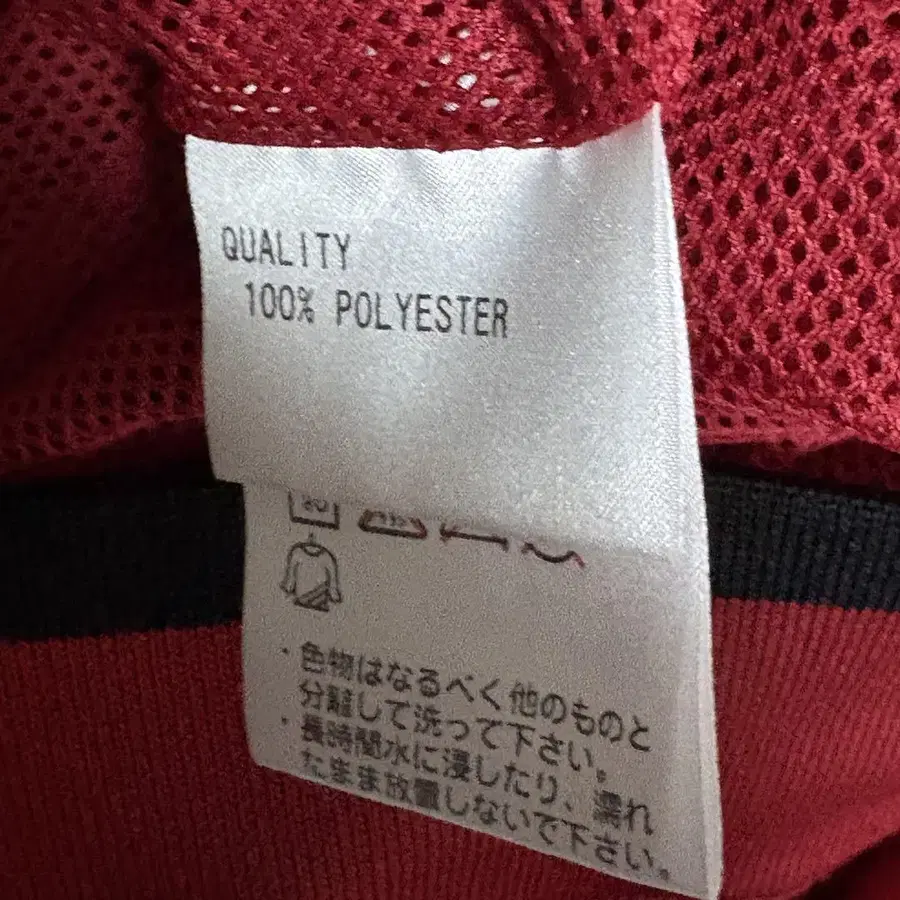 QUALITY
100% POLYESTER
・色物はなるべく他のものと
分離して洗って下さい。
・長時間水に浸したり、濡れ
たまま放置しないで下さい。